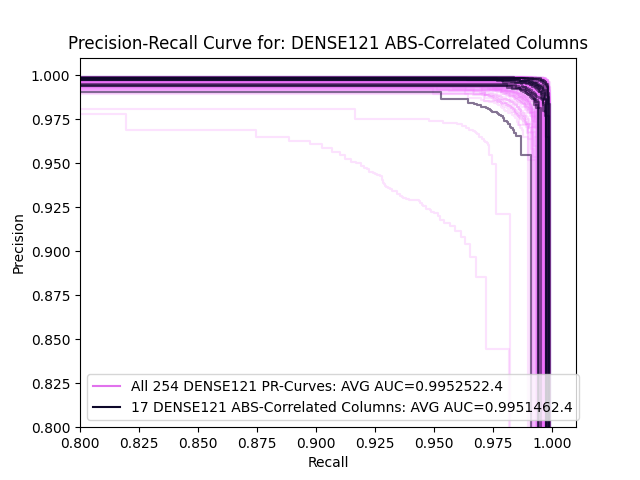 Precision-Recall Curve for: DENSE121 ABS-Correlated Columns
1.000
0.975
0.950
0.925
0.900
0.875
0.850
0.825
0.800
Precision
All 254 DENSE121 PR-Curves: AVG AUC=0.9952522.4
17 DENSE121 ABS-Correlated Columns: AVG AUC=0.9951462.4
0.800 0.825 0.850 0.875 0.900 0.925 0.950 0.975 1.000
Recall